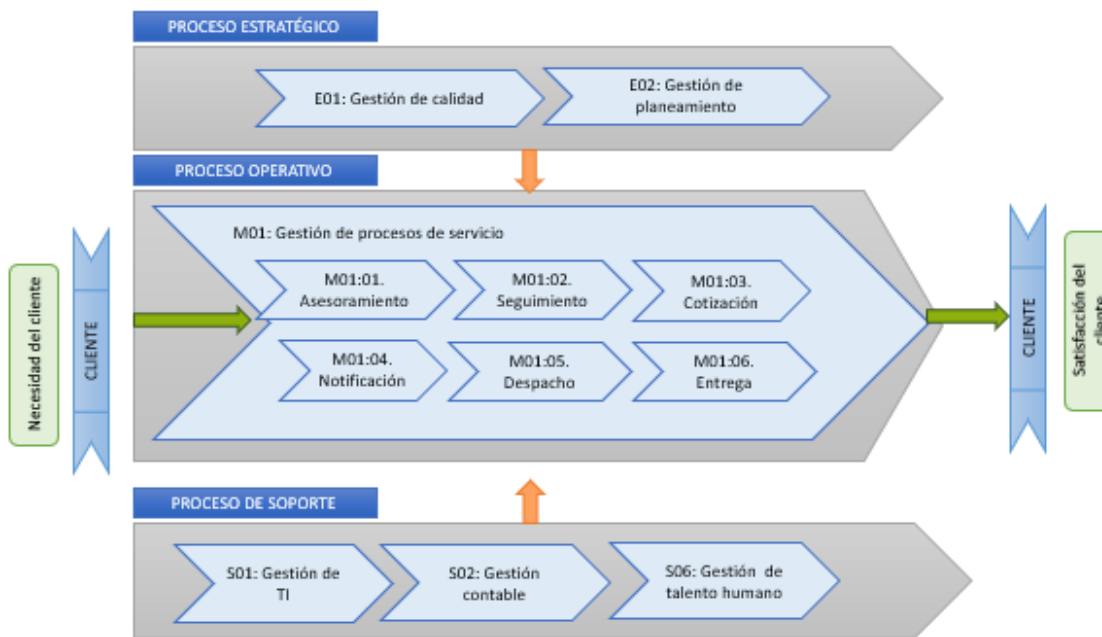 PROCESO ESTRATÉGICO
E01: Gestión de calidad
E02: Gestión de
planeamiento
PROCESO OPERATIVO
M01: Gestión de procesos de servicio
M01:01.
Asesoramiento
M01:02.
Seguimiento
M01:03.
Cotización
M01:04.
Notificación
M01:05.
Despacho
M01:06.
Entrega
Necesidad del cliente
CLIENTE
CLIENTE
Satisfacción del
cliente
PROCESO DE SOPORTE
S01: Gestión de
TI
S02: Gestión
contable
S06: Gestión de
talento humano